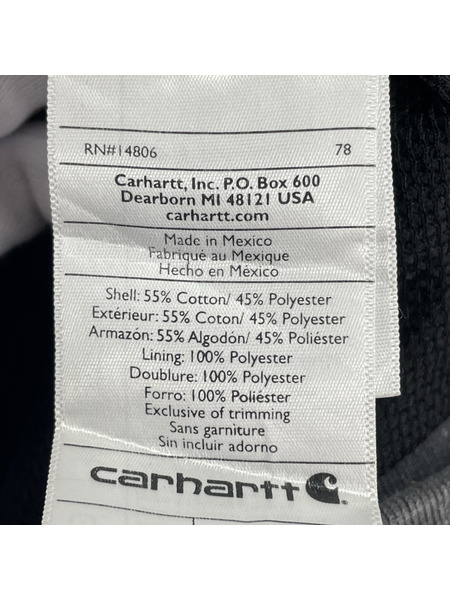 RN#14806 78
Carhartt, Inc. P.O. Box 600
Dearborn MI 48121 USA
carhartt.com
Made in Mexico
Fabriqué au Mexique
Hecho en México
Shell: 55% Cotton/ 45% Polyester
Extérieur: 55% Coton/ 45% Polyester
Armazón: 55% Algodón/ 45% Poliéster
Lining: 100% Polyester
Doublure: 100% Polyester
Forro: 100% Poliéster
Exclusive of trimming
Sans garniture
Sin incluir adorno
carhartt